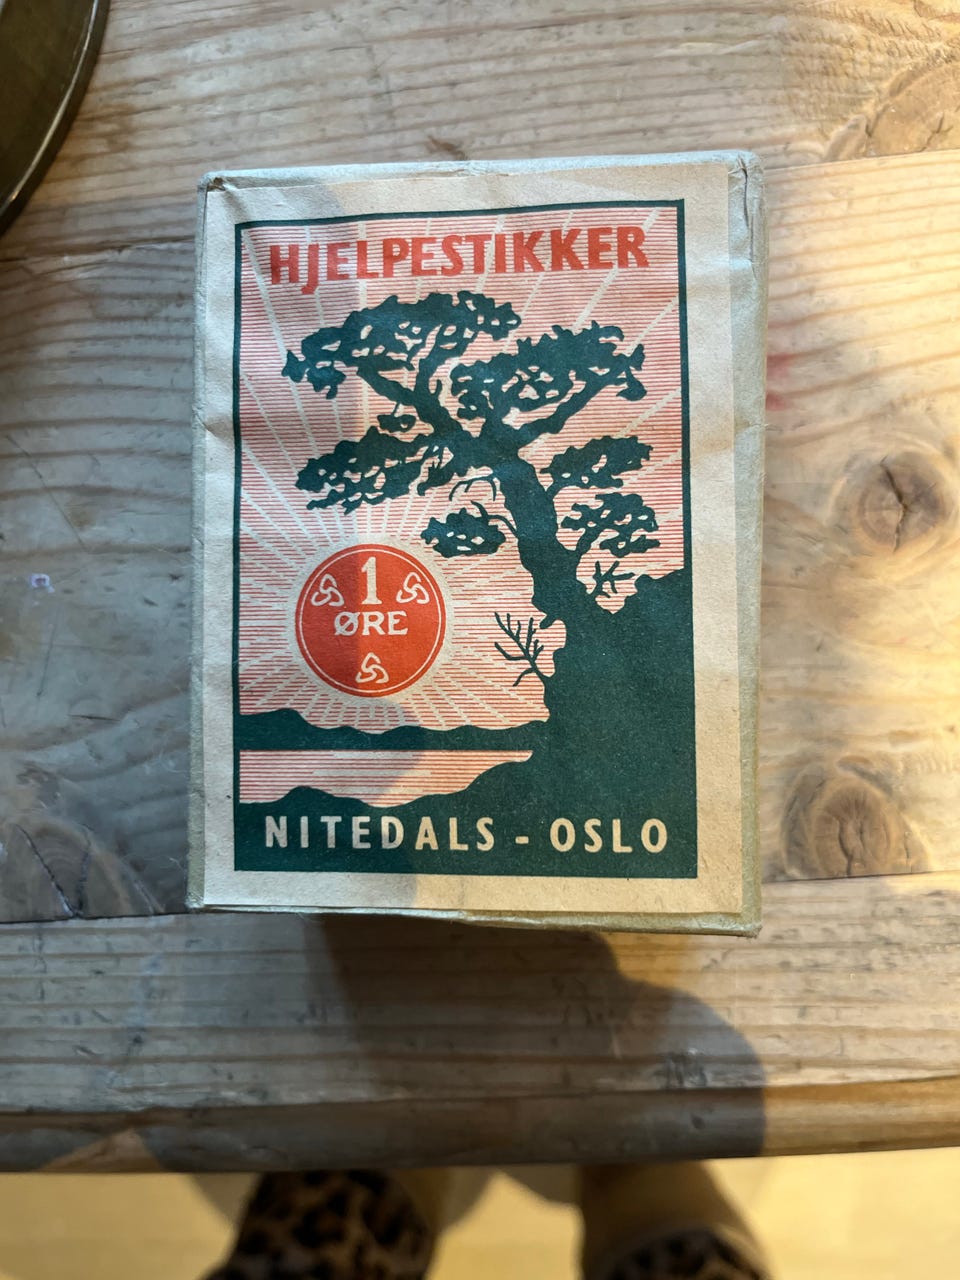 HJELPESTIKKER
1
ØRE
NITEDALS - OSLO